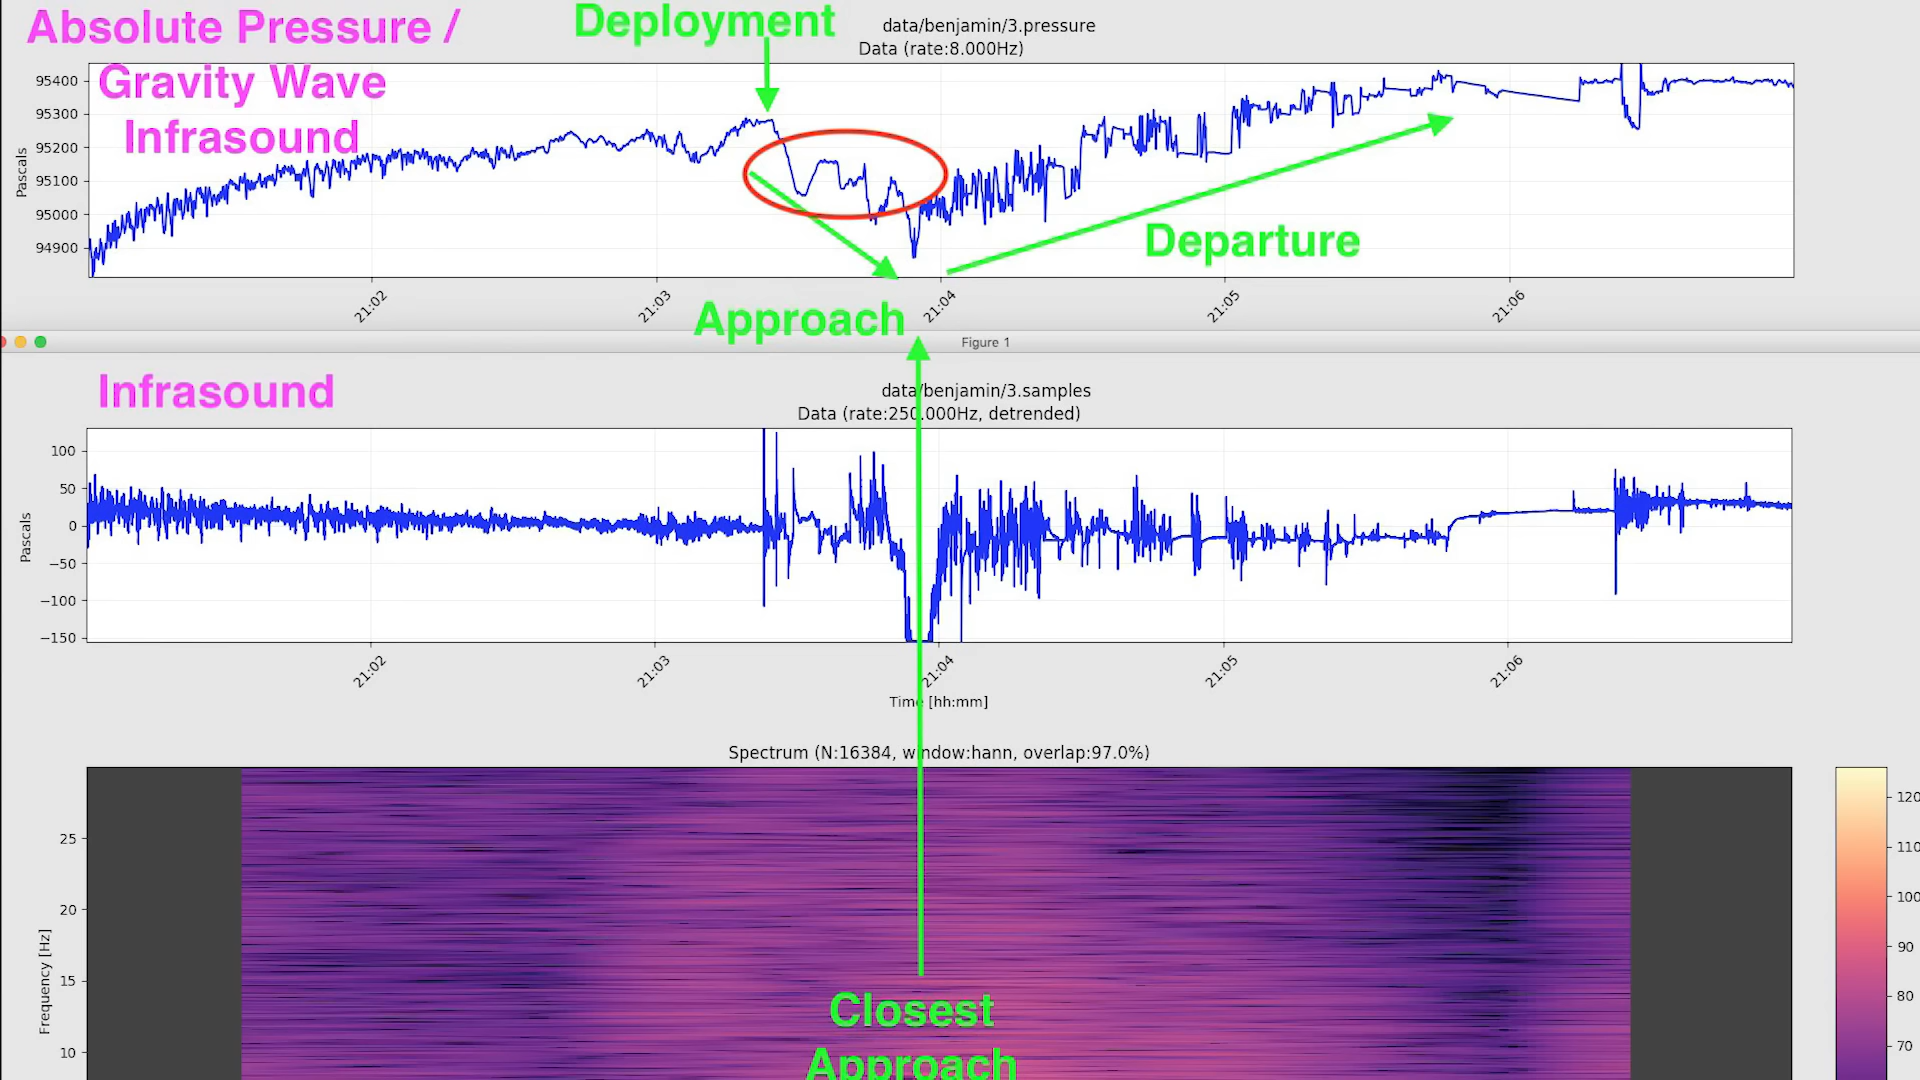 Absolute Pressure /
Gravity Wave
Infrasound
Deployment
data/benjamin/3.pressure
Data (rate:8.000Hz)
95400
95300
95200
95100
95000
94900
Pascals
Departure
21:02
21:03
21:04
21:05
21:06
Approach
Figure 1
Infrasound
data/benjamin/3.samples
Data (rate:250.000Hz, detrended)
100
50
0
−50
−100
−150
Pascals
21:02
21:03
21:04
21:05
21:06
Time [hh:mm]
Spectrum (N:16384, window:hann, overlap:97.0%)
25
20
15
10
Frequency [Hz]
120
110
100
90
80
70
Closest
Approach